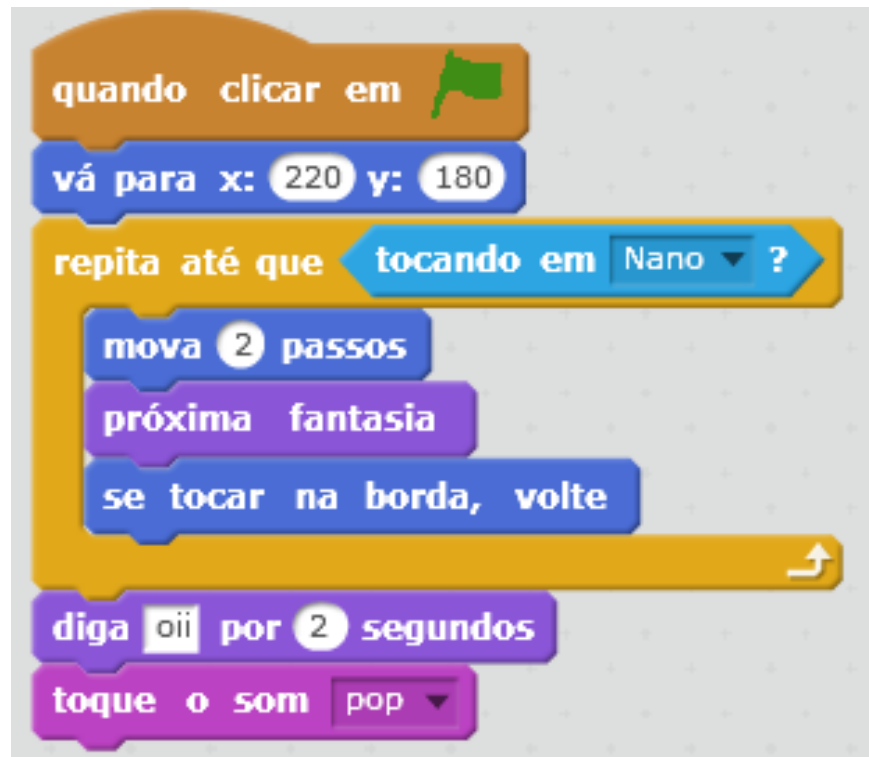 quando clicar em
vá para x: 220 y: 180
repita até que tocando em Nano ?
mova 2 passos
próxima fantasia
se tocar na borda, volte
diga oii por 2 segundos
toque o som pop